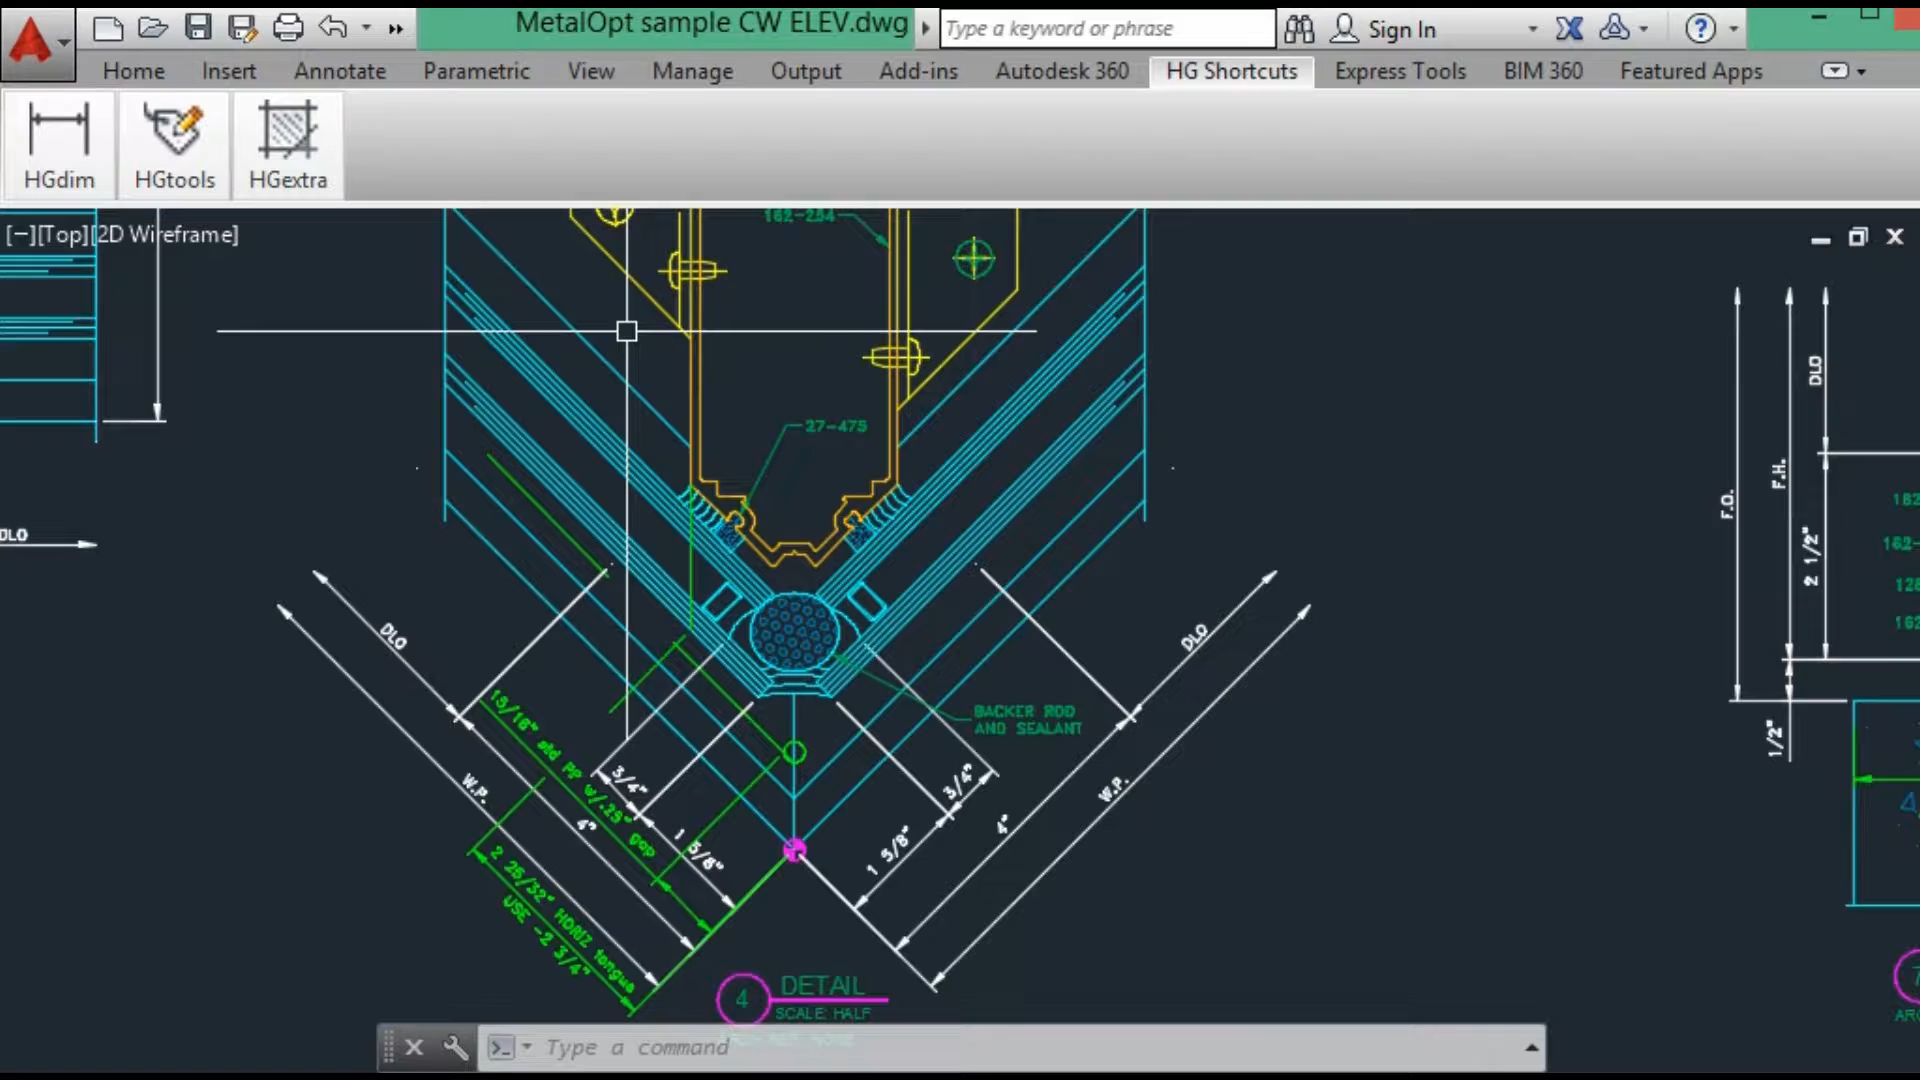 MetalOpt sample CW ELEV.dwg
Type a keyword or phrase
Sign In
Home Insert Annotate Parametric View Manage Output Add-ins Autodesk 360 HG Shortcuts Express Tools BIM 360 Featured Apps
HGdim HGtools HGextra
[−][Top][2D Wireframe]
162-254
27-475
DLO
DLO
F.O.
F.H.
2 1/2"
1/2"
DLO
W.P.
4"
3/4"
1 5/8"
15/16" std PP w/.25" gap
2 25/32" HORIZ tongue
USE -2 3/4"
BACKER ROD
AND SEALANT
DLO
W.P.
4"
3/4"
1 5/8"
4 DETAIL
SCALE: HALF
Type a command